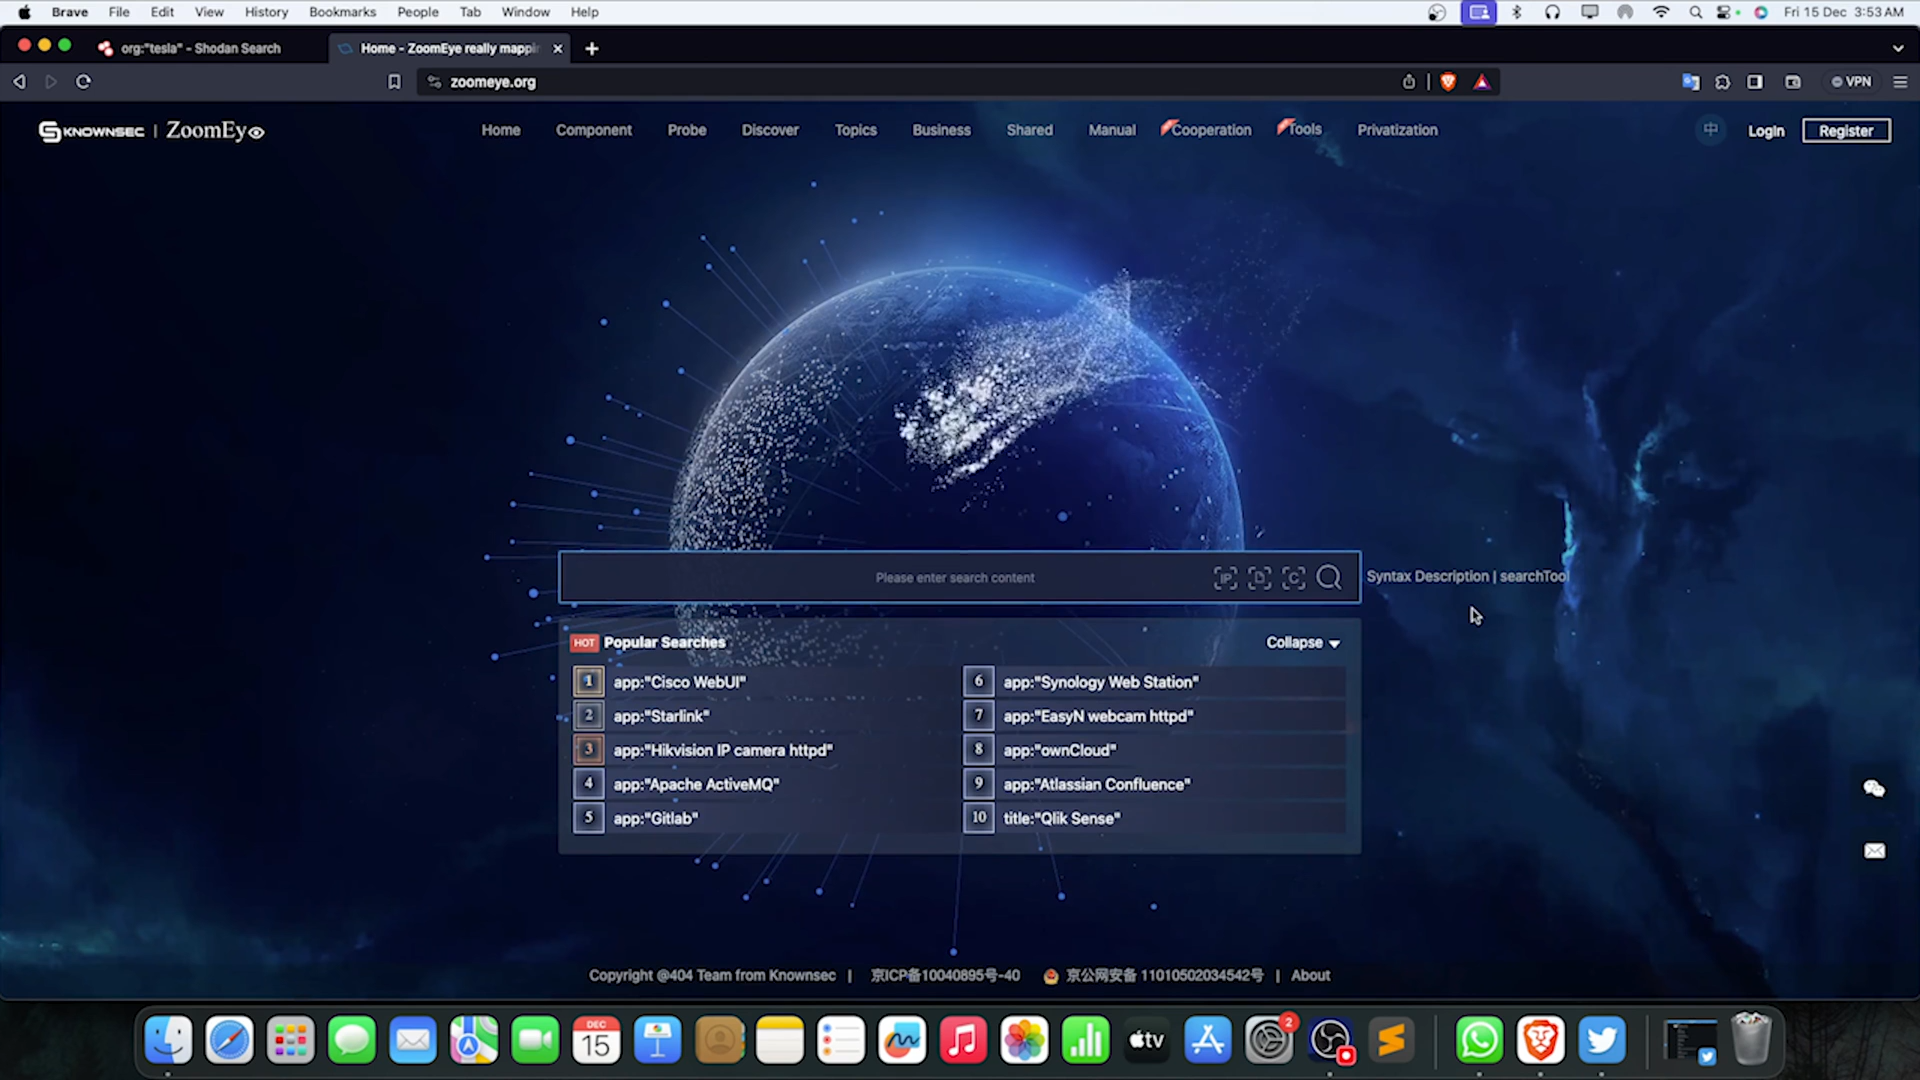 Brave File Edit View History Bookmarks People Tab Window Help Fri 15 Dec 3:53 AM
org:"tesla" - Shodan Search Home - ZoomEye really mappi
zoomeye.org VPN
KNOWNSEC | ZoomEye Home Component Probe Discover Topics Business Shared Manual Cooperation Tools Privatization 中 Login Register
Please enter search content IP D C Syntax Description | searchTool
HOT Popular Searches Collapse
1 app:"Cisco WebUI" 6 app:"Synology Web Station"
2 app:"Starlink" 7 app:"EasyN webcam httpd"
3 app:"Hikvision IP camera httpd" 8 app:"ownCloud"
4 app:"Apache ActiveMQ" 9 app:"Atlassian Confluence"
5 app:"Gitlab" 10 title:"Qlik Sense"
Copyright @404 Team from Knownsec | 京ICP备10040895号-40 京公网安备 11010502034542号 | About
DEC
15
tv
2